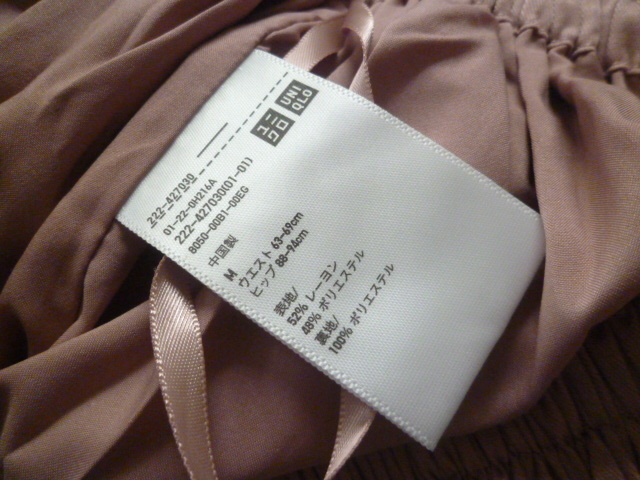 ユニ
クロ
UNI
QLO
222-427030
01-22-0H216A
222-427030(01-01)
8050-00B1-00EG
中国製
M
ウエスト 63-69cm
ヒップ 88-94cm
表地/
52% レーヨン
48% ポリエステル
裏地/
100% ポリエステル